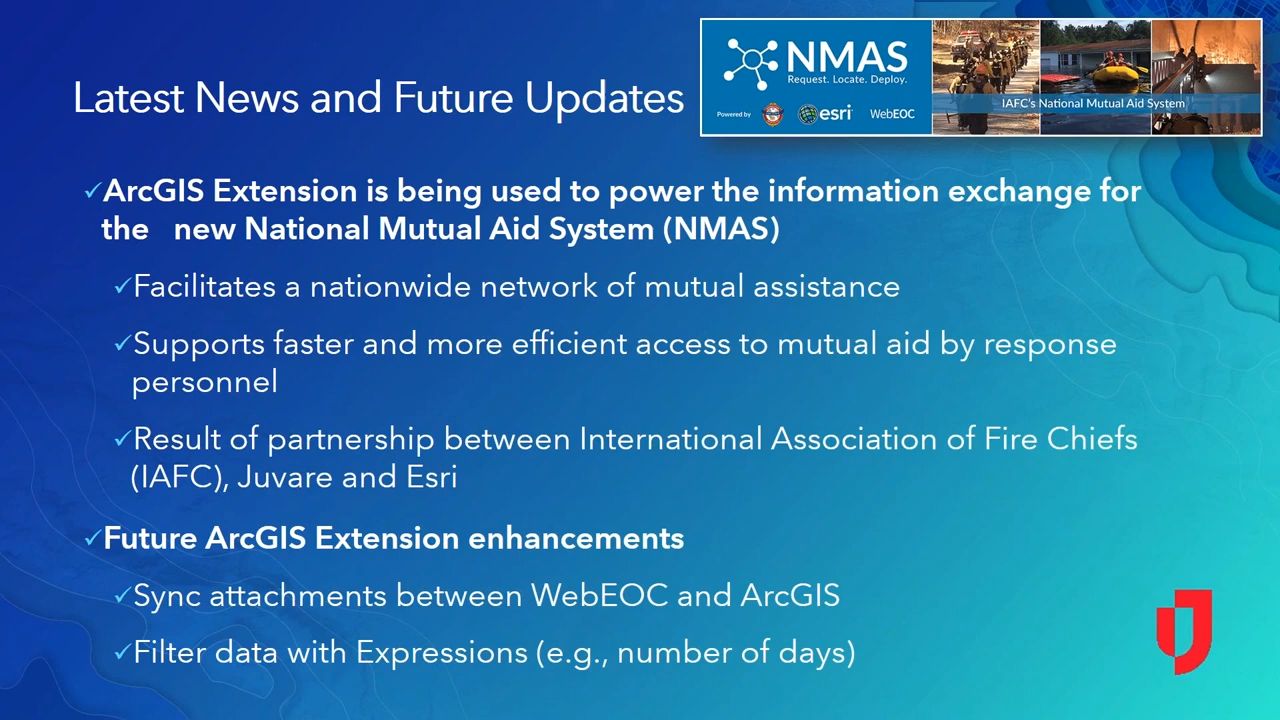 Latest News and Future Updates
NMAS
Request. Locate. Deploy.
Powered by
esri
WebEOC
IAFC's National Mutual Aid System
✓ArcGIS Extension is being used to power the information exchange for
the new National Mutual Aid System (NMAS)
✓Facilitates a nationwide network of mutual assistance
✓Supports faster and more efficient access to mutual aid by response
personnel
✓Result of partnership between International Association of Fire Chiefs
(IAFC), Juvare and Esri
✓Future ArcGIS Extension enhancements
✓Sync attachments between WebEOC and ArcGIS
✓Filter data with Expressions (e.g., number of days)